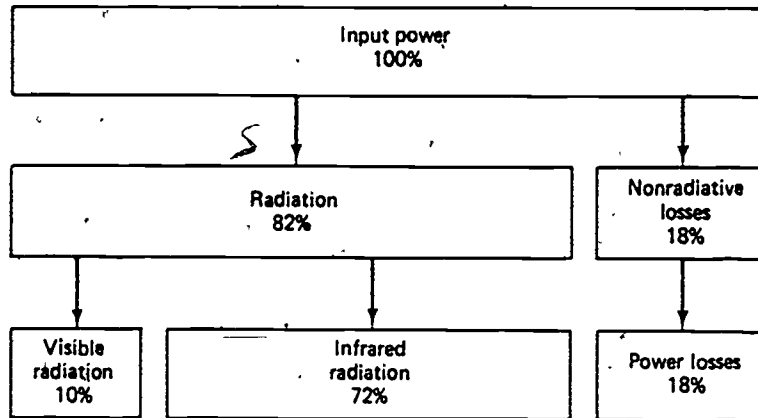 Input power
100%
Radiation
82%
Nonradiative
losses
18%
Visible
radiation
10%
Infrared
radiation
72%
Power losses
18%